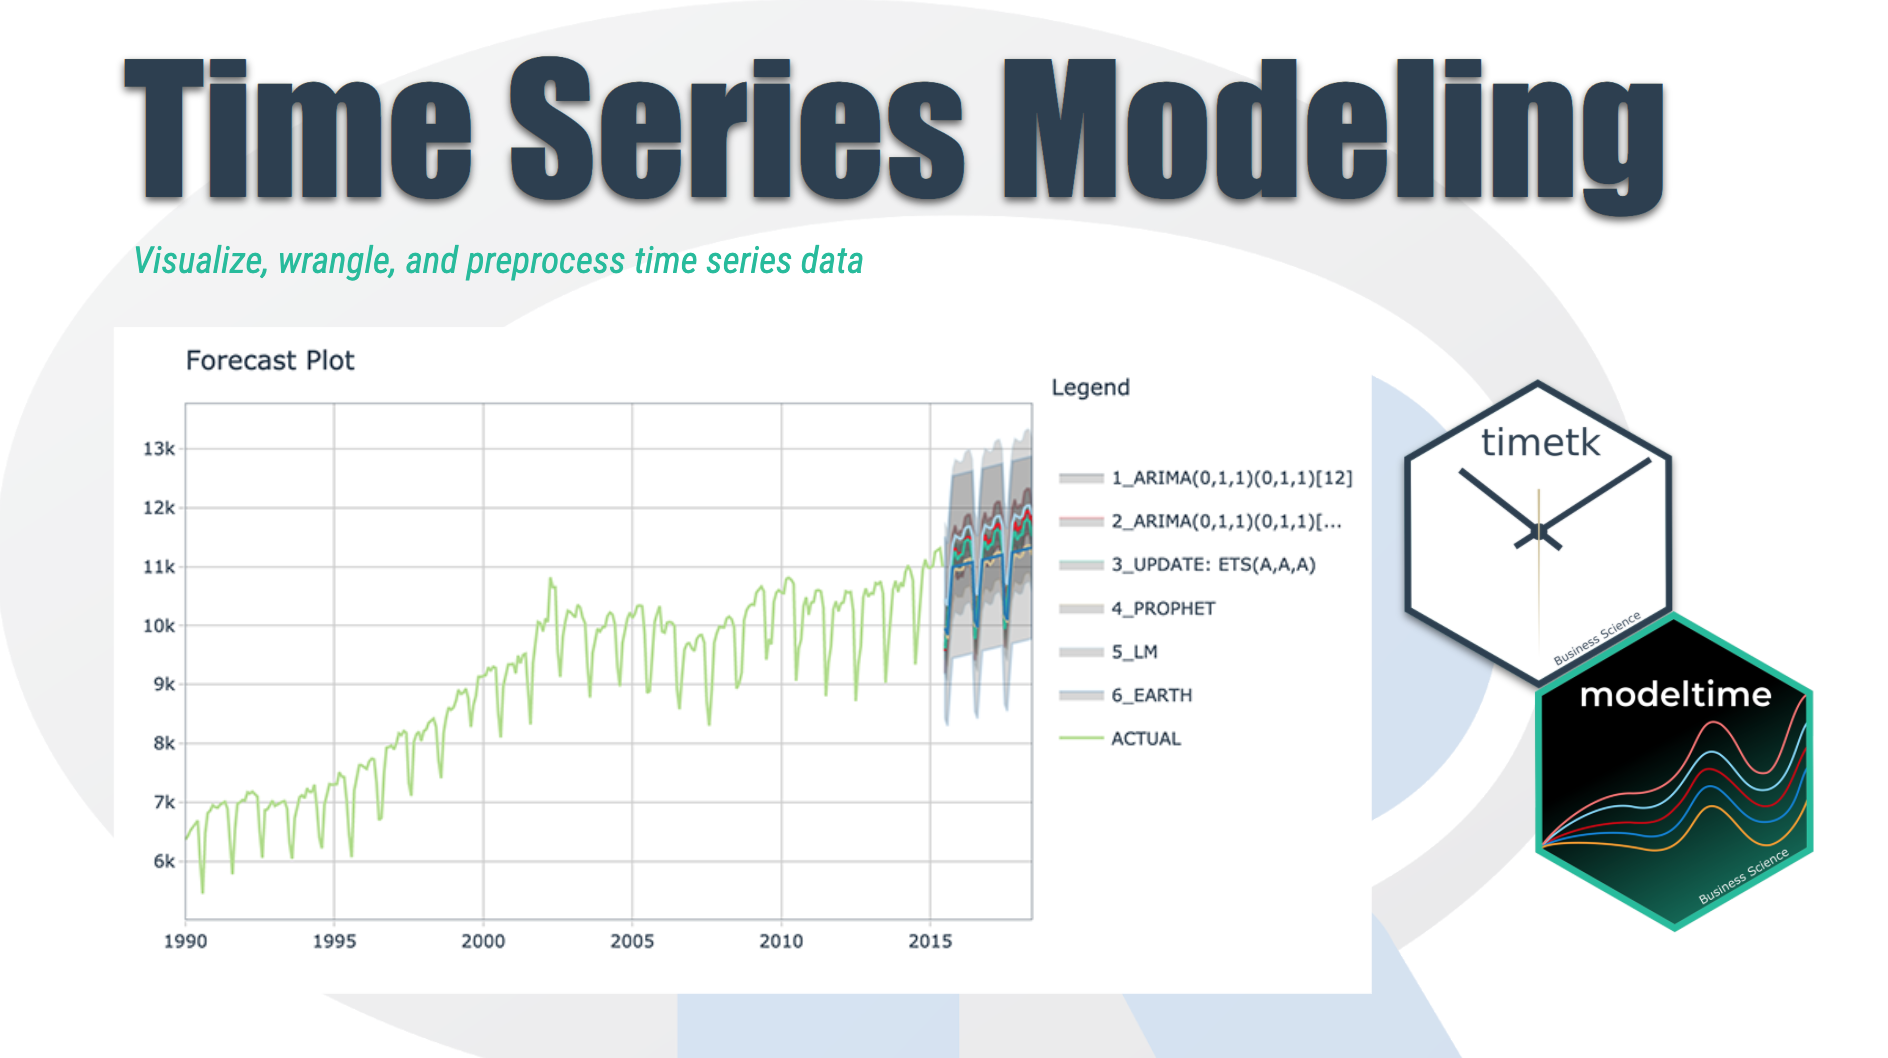 Time Series Modeling
Visualize, wrangle, and preprocess time series data
Forecast Plot
Legend
13k
12k
11k
10k
9k
8k
7k
6k
1990 1995 2000 2005 2010 2015
1_ARIMA(0,1,1)(0,1,1)[12]
2_ARIMA(0,1,1)(0,1,1)[...
3_UPDATE: ETS(A,A,A)
4_PROPHET
5_LM
6_EARTH
ACTUAL
timetk
Business Science
modeltime
Business Science